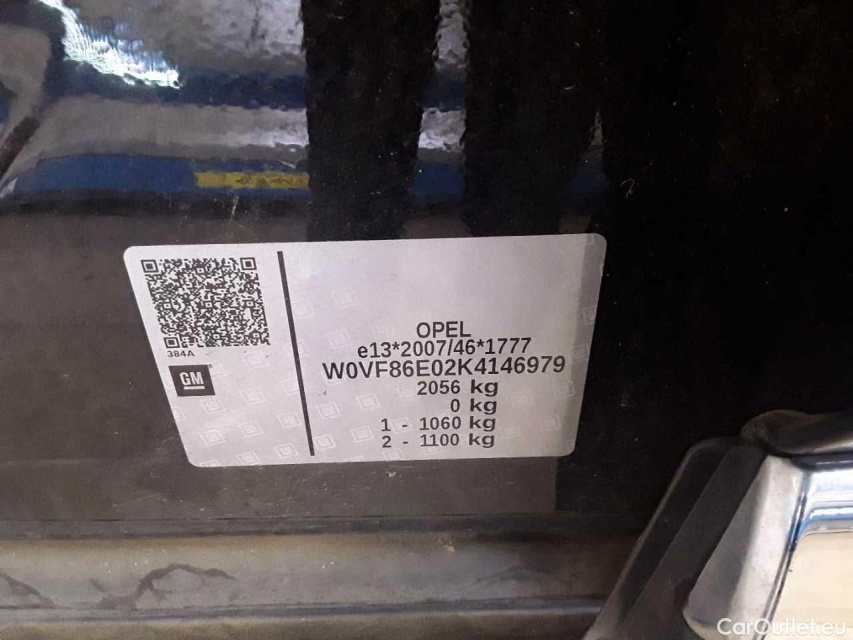 384A
GM
OPEL
e13*2007/46*1777
W0VF86E02K4146979
2056 kg
0 kg
1 - 1060 kg
2 - 1100 kg
CarOutlet.eu